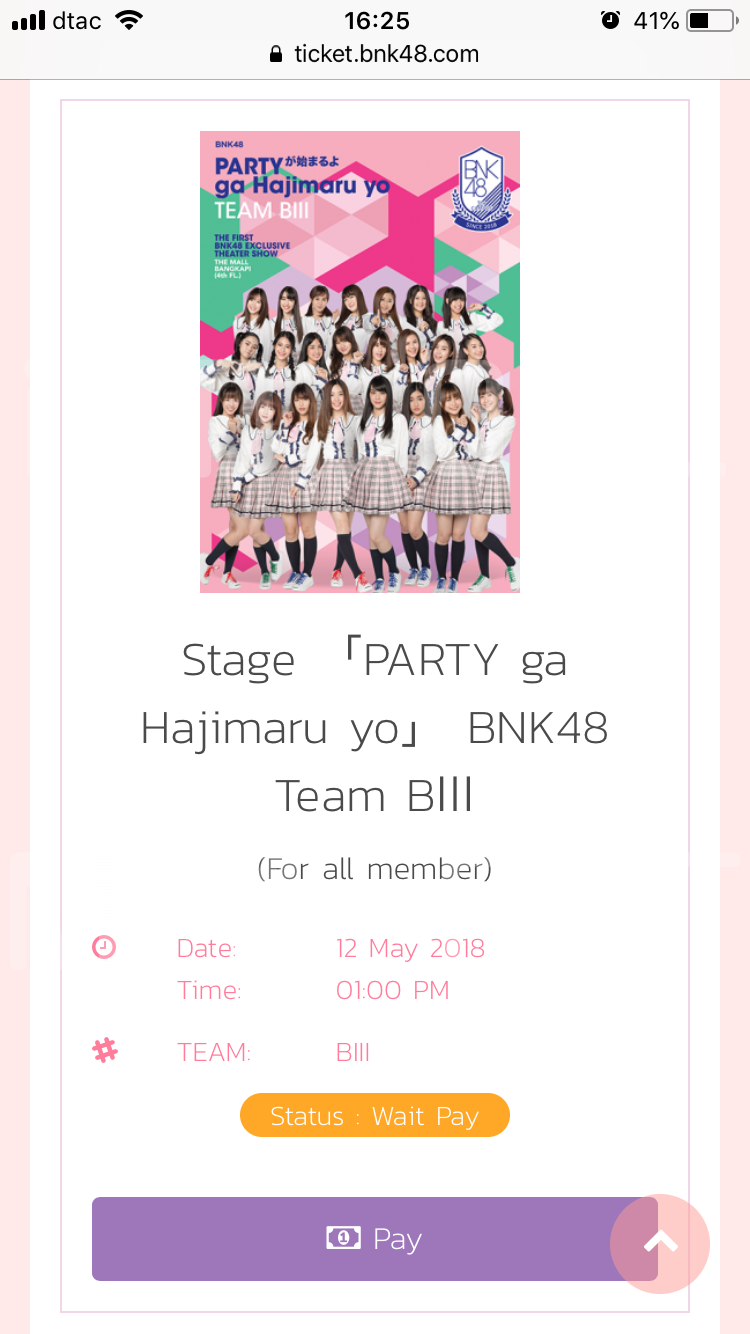 dtac 16:25 41%
ticket.bnk48.com
BNK48
PARTYが始まるよ
ga Hajimaru yo
TEAM BIII
THE FIRST
BNK48 EXCLUSIVE
THEATER SHOW
THE MALL
BANGKAPI
(4th FL.)
BNK
48
SINCE 2018
Stage 「PARTY ga
Hajimaru yo」 BNK48
Team BIII
(For all member)
Date: 12 May 2018
Time: 01:00 PM
TEAM: BIII
Status : Wait Pay
Pay